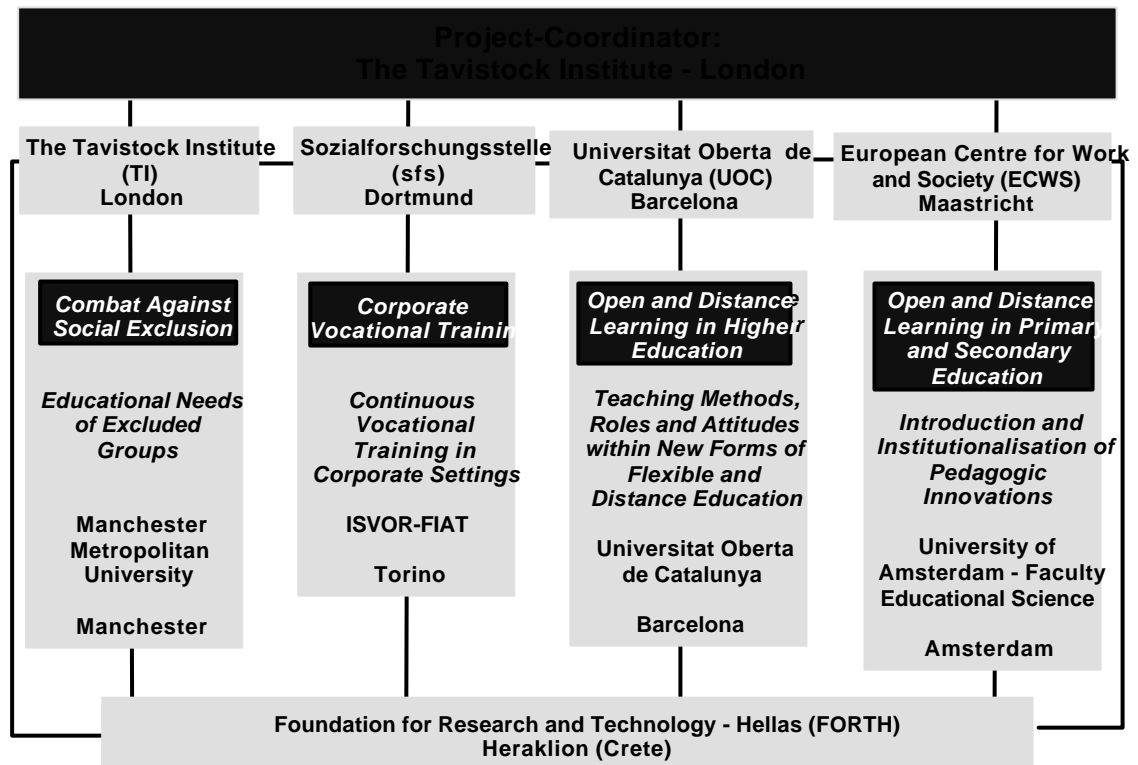 Project-Coordinator:
The Tavistock Institute - London
The Tavistock Institute
(TI)
London
Sozialforschungsstelle
(sfs)
Dortmund
Universitat Oberta de
Catalunya (UOC)
Barcelona
European Centre for Work
and Society (ECWS)
Maastricht
Combat Against
Social Exclusion
Educational Needs
of Excluded
Groups
Manchester
Metropolitan
University
Manchester
Corporate
Vocational Training
Continuous
Vocational
Training in
Corporate Settings
ISVOR-FIAT
Torino
Open and Distance
Learning in Higher
Education
Teaching Methods,
Roles and Attitudes
within New Forms of
Flexible and
Distance Education
Universitat Oberta
de Catalunya
Barcelona
Open and Distance
Learning in Primary
and Secondary
Education
Introduction and
Institutionalisation of
Pedagogic
Innovations
University of
Amsterdam - Faculty
Educational Science
Amsterdam
Foundation for Research and Technology - Hellas (FORTH)
Heraklion (Crete)